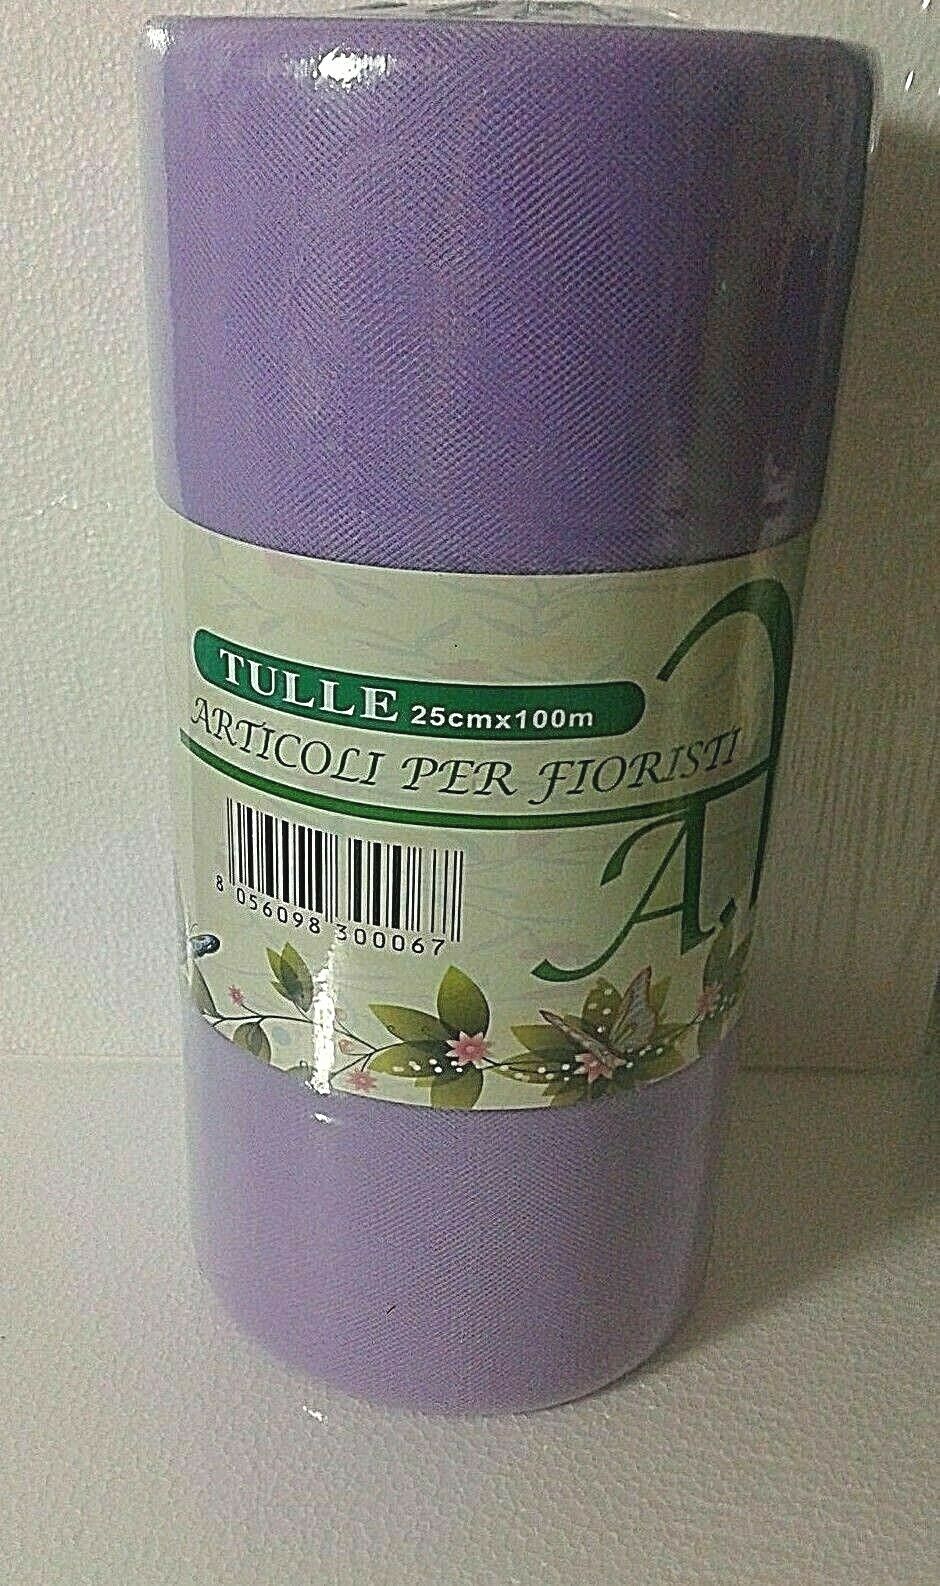 TULLE 25cmx100m
ARTICOLI PER FIORISTI
A.
8 056098 300067